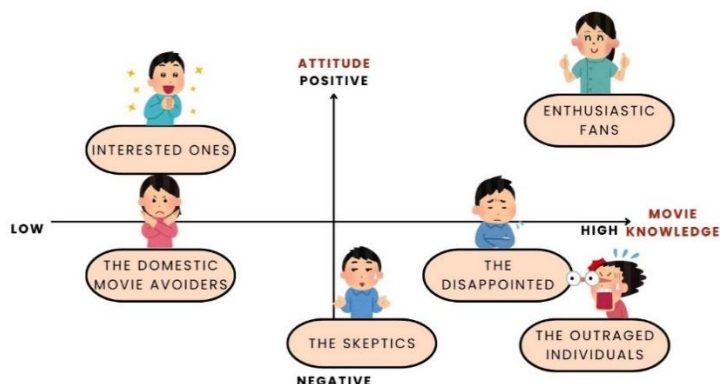 ATTITUDE
POSITIVE
ENTHUSIASTIC
FANS
INTERESTED ONES
LOW
HIGH
MOVIE
KNOWLEDGE
THE DOMESTIC
MOVIE AVOIDERS
THE
DISAPPOINTED
THE SKEPTICS
THE OUTRAGED
INDIVIDUALS
NEGATIVE